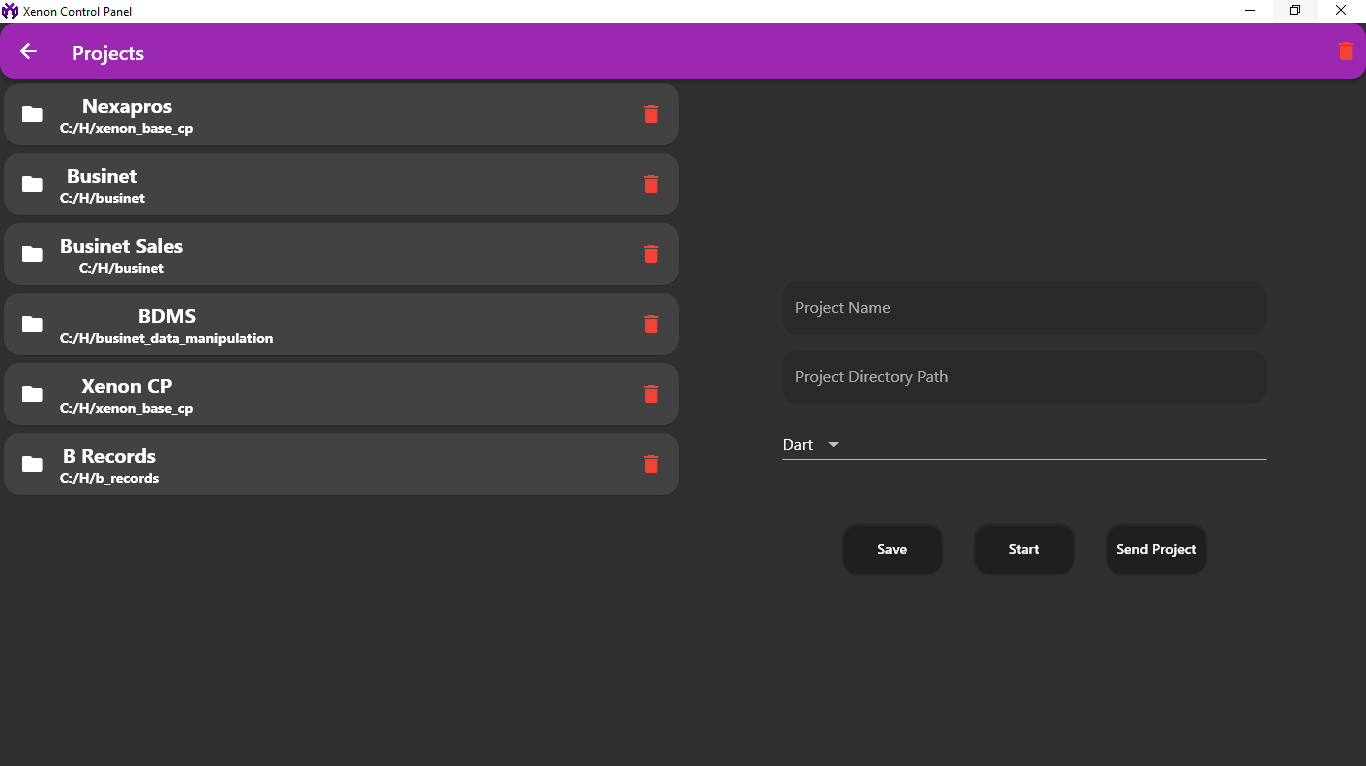 Xenon Control Panel
Projects
Nexapros
C:/H/xenon_base_cp
Businet
C:/H/businet
Businet Sales
C:/H/businet
BDMS
C:/H/businet_data_manipulation
Xenon CP
C:/H/xenon_base_cp
B Records
C:/H/b_records
Project Name
Project Directory Path
Dart
Save
Start
Send Project